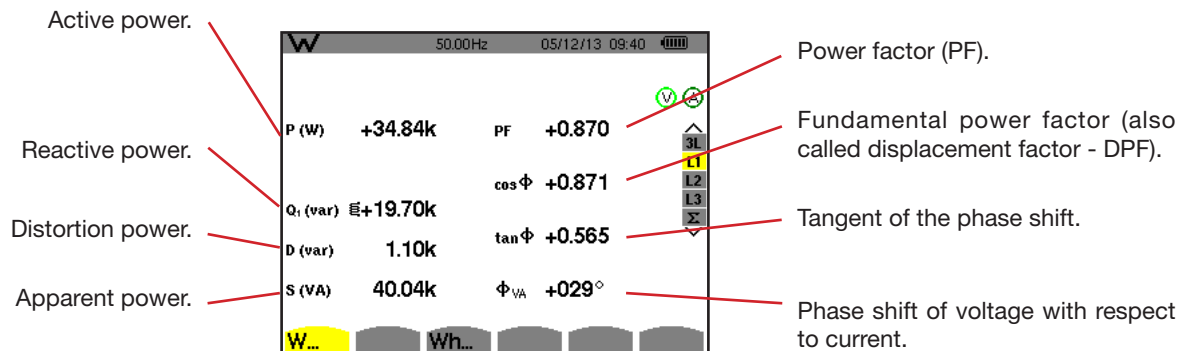 Active power.
Reactive power.
Distortion power.
Apparent power.
W 50.00Hz 05/12/13 09:40
V A
P (W) +34.84k PF +0.870
3L
L1
cos Φ +0.871
L2
L3
Q₁ (var) +19.70k
Σ
tan Φ +0.565
D (var) 1.10k
S (VA) 40.04k Φ VA +029°
W... Wh...
Power factor (PF).
Fundamental power factor (also
called displacement factor - DPF).
Tangent of the phase shift.
Phase shift of voltage with respect
to current.